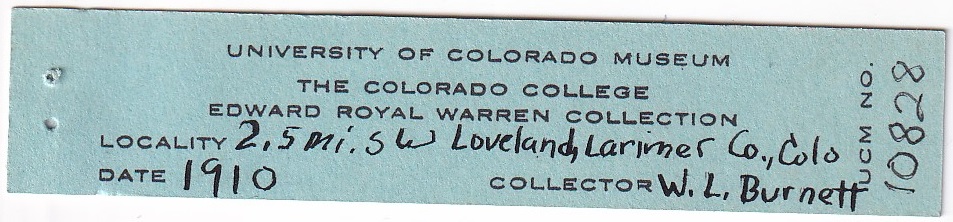 UNIVERSITY OF COLORADO MUSEUM
THE COLORADO COLLEGE
EDWARD ROYAL WARREN COLLECTION
LOCALITY 2.5 mi. SW Loveland, Larimer Co., Colo
DATE 1910 COLLECTOR W. L. Burnett
UCM NO.
10828